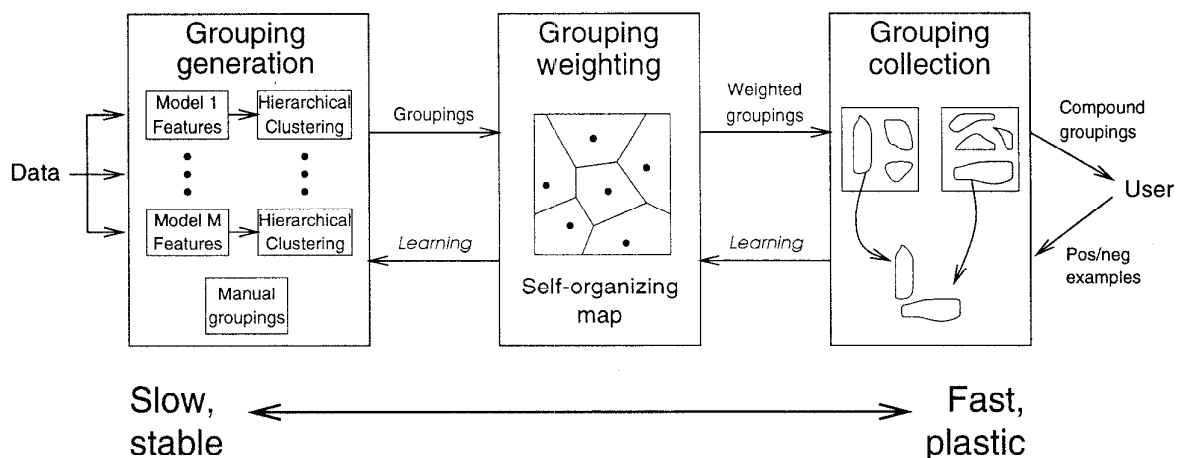 Grouping
generation
Grouping
weighting
Grouping
collection
Data
Model 1
Features
Hierarchical
Clustering
Model M
Features
Hierarchical
Clustering
Manual
groupings
Groupings
Learning
Self-organizing
map
Weighted
groupings
Learning
Compound
groupings
User
Pos/neg
examples
Slow,
stable
Fast,
plastic